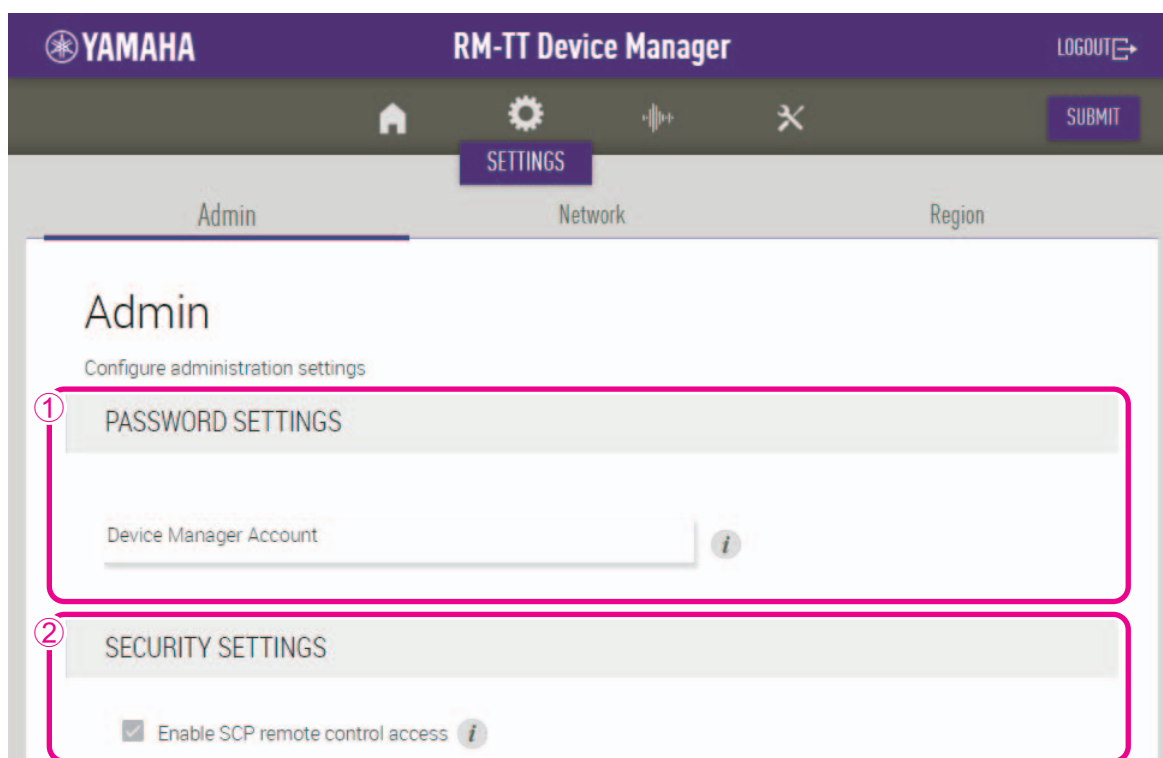 YAMAHA RM-TT Device Manager LOGOUT
SUBMIT
SETTINGS
Admin Network Region
Admin
Configure administration settings
① PASSWORD SETTINGS
Device Manager Account i
② SECURITY SETTINGS
Enable SCP remote control access i